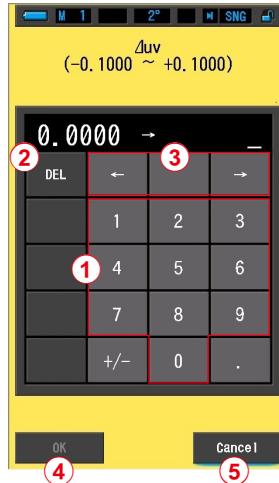 M 1 2° SNG
⊿uv
(-0.1000 ~ +0.1000)
0.0000 → _
2 3
DEL ← →
1 2 3
1 4 5 6
7 8 9
+/- 0 .
OK Cancel
4 5